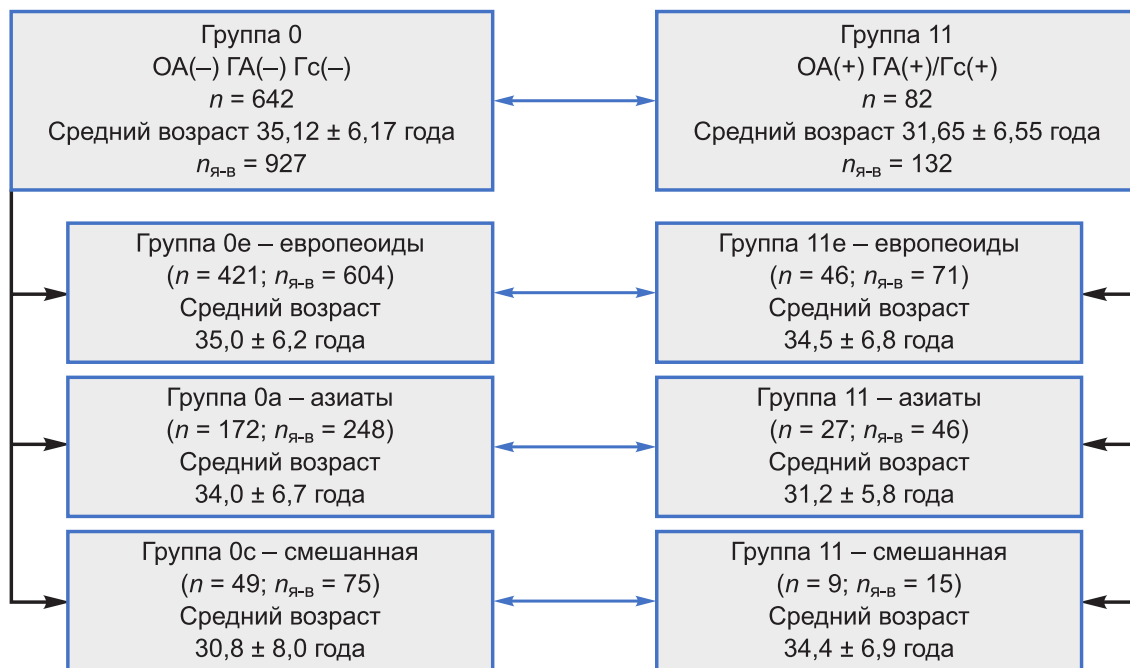 Группа 0
ОА(–) ГА(–) Гс(–)
n = 642
Средний возраст 35,12 ± 6,17 года
nя-в = 927
Группа 11
ОА(+) ГА(+)/Гс(+)
n = 82
Средний возраст 31,65 ± 6,55 года
nя-в = 132
Группа 0е – европеоиды
(n = 421; nя-в = 604)
Средний возраст
35,0 ± 6,2 года
Группа 11е – европеоиды
(n = 46; nя-в = 71)
Средний возраст
34,5 ± 6,8 года
Группа 0а – азиаты
(n = 172; nя-в = 248)
Средний возраст
34,0 ± 6,7 года
Группа 11 – азиаты
(n = 27; nя-в = 46)
Средний возраст
31,2 ± 5,8 года
Группа 0с – смешанная
(n = 49; nя-в = 75)
Средний возраст
30,8 ± 8,0 года
Группа 11 – смешанная
(n = 9; nя-в = 15)
Средний возраст
34,4 ± 6,9 года